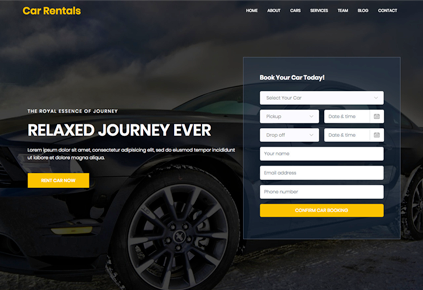 Car Rentals
HOME ABOUT CARS SERVICES TEAM BLOG CONTACT
THE ROYAL ESSENCE OF JOURNEY
RELAXED JOURNEY EVER
Lorem ipsum dolor sit amet, consectetur adipisicing elit, sed do eiusmod tempor incididunt
ut labore et dolore magna aliqua.
RENT CAR NOW
Book Your Car Today!
Select Your Car
Pickup Date & time
Drop off Date & time
Your name
Email address
Phone number
CONFIRM CAR BOOKING